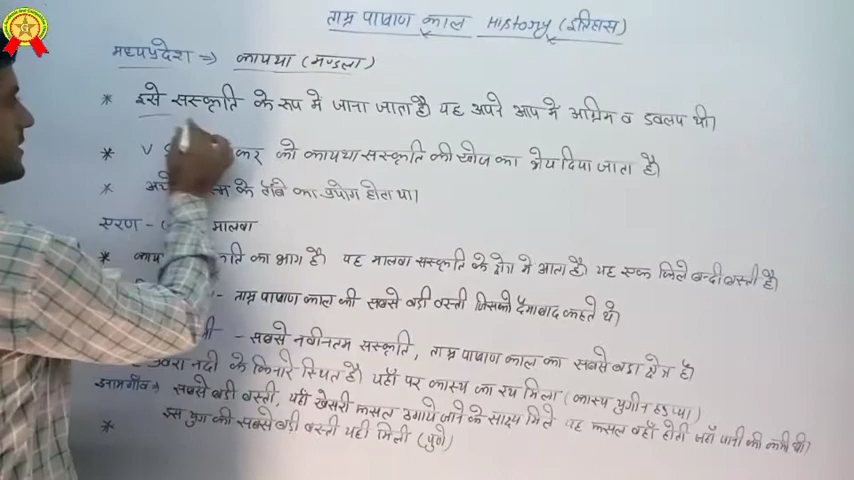 ताम्र पाषाण काल History (इतिहास)
मध्यप्रदेश ⇒ कायथा (मण्डला)
* इसे संस्कृति के रूप में जाना जाता है। यह अपने आप में अग्रिम व डवलप थी।
* V कर को कायथा संस्कृति की खोज का श्रेय दिया जाता है।
* के ताँबे का उपयोग होता था।
एरण - मालवा
* का भाग है। यह मालवा संस्कृति के क्षेत्र में आता है। यह एक किले बन्दी बस्ती है।
:- ताम्र पाषाण काल की सबसे बडी बस्ती जिसको दैमाबाद कहते थे।
- सबसे नवीनतम संस्कृति, ताम्र पाषाण काल का सबसे बडा क्षेत्र है।
नदी के किनारे स्थित है। यहाँ पर कास्य का रथ मिला (कास्य युगीन हडप्पा)
इनामगाँव ⇒ सबसे बडी बस्ती, यहाँ खेसरी फसल उगाये जाने के साक्ष्य मिले यह फसल वहाँ होती जहाँ पानी की कमी थी।
* इस युग की सबसे बडी बस्ती यही मिली (पुणे)